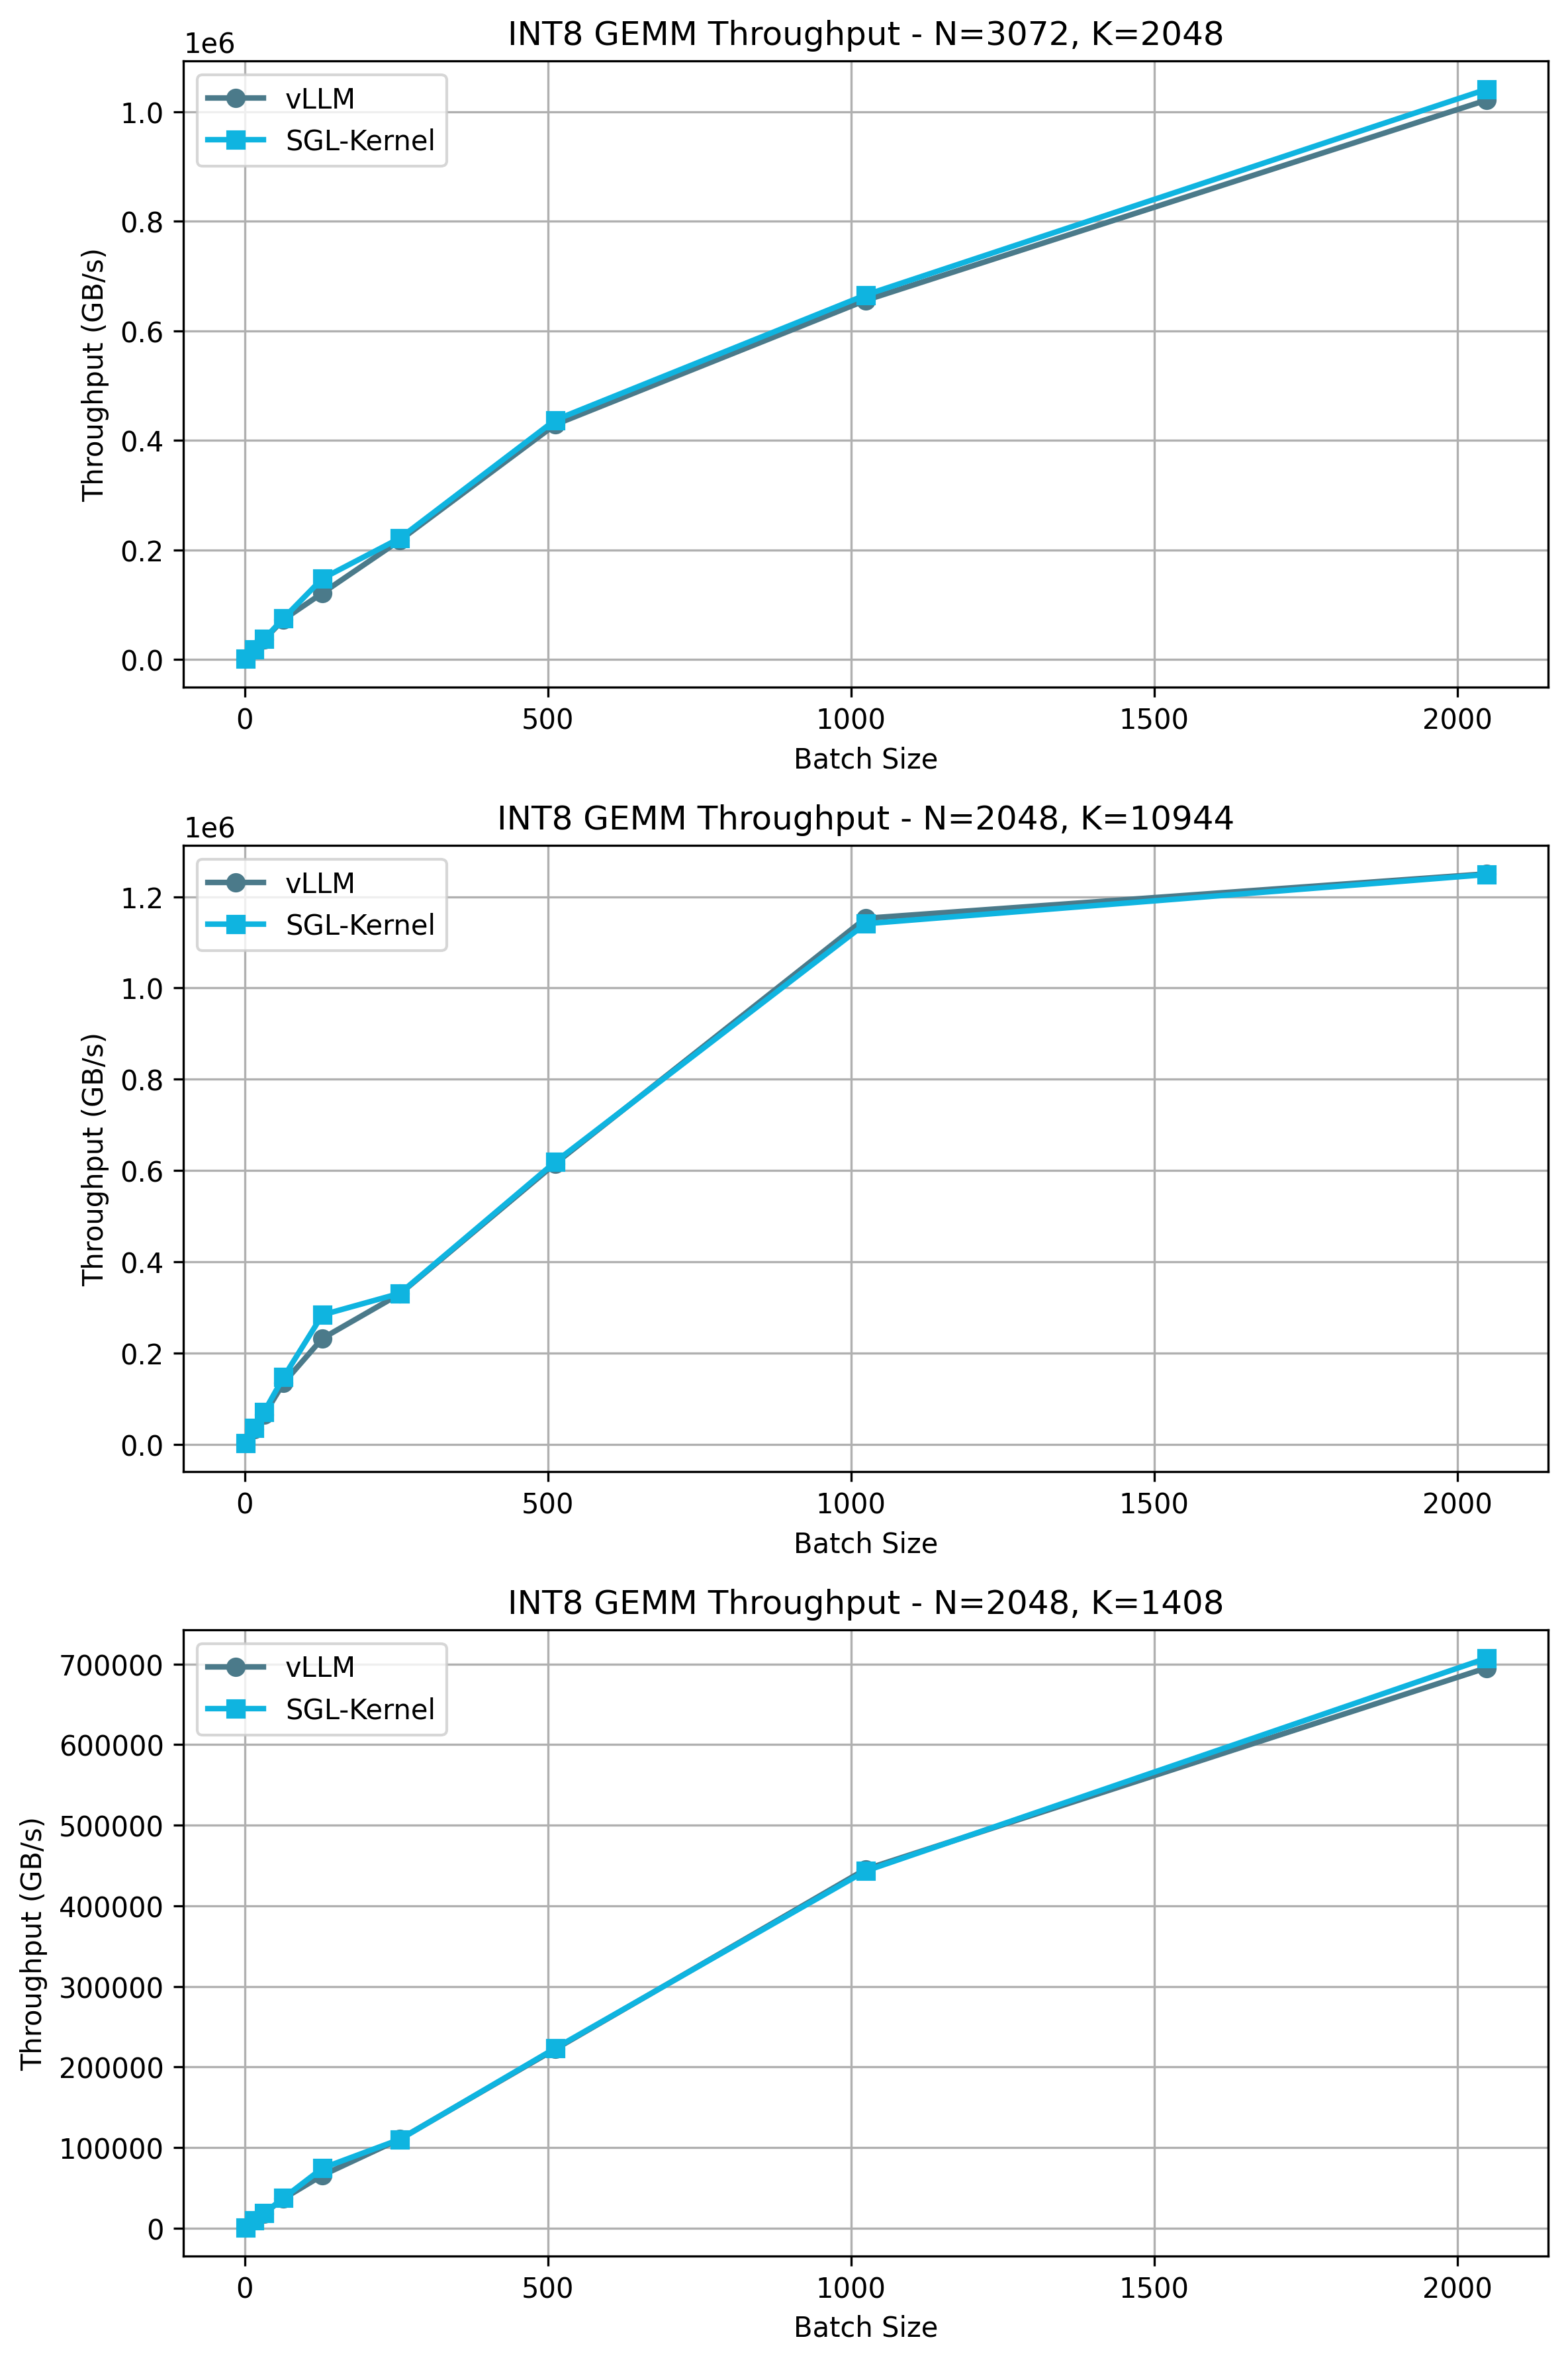 INT8 GEMM Throughput - N=3072, K=2048
1e6
vLLM
SGL-Kernel
1.0
0.8
0.6
0.4
0.2
0.0
Throughput (GB/s)
0 500 1000 1500 2000
Batch Size
INT8 GEMM Throughput - N=2048, K=10944
1e6
vLLM
SGL-Kernel
1.2
1.0
0.8
0.6
0.4
0.2
0.0
Throughput (GB/s)
0 500 1000 1500 2000
Batch Size
INT8 GEMM Throughput - N=2048, K=1408
vLLM
SGL-Kernel
700000
600000
500000
400000
300000
200000
100000
0
Throughput (GB/s)
0 500 1000 1500 2000
Batch Size